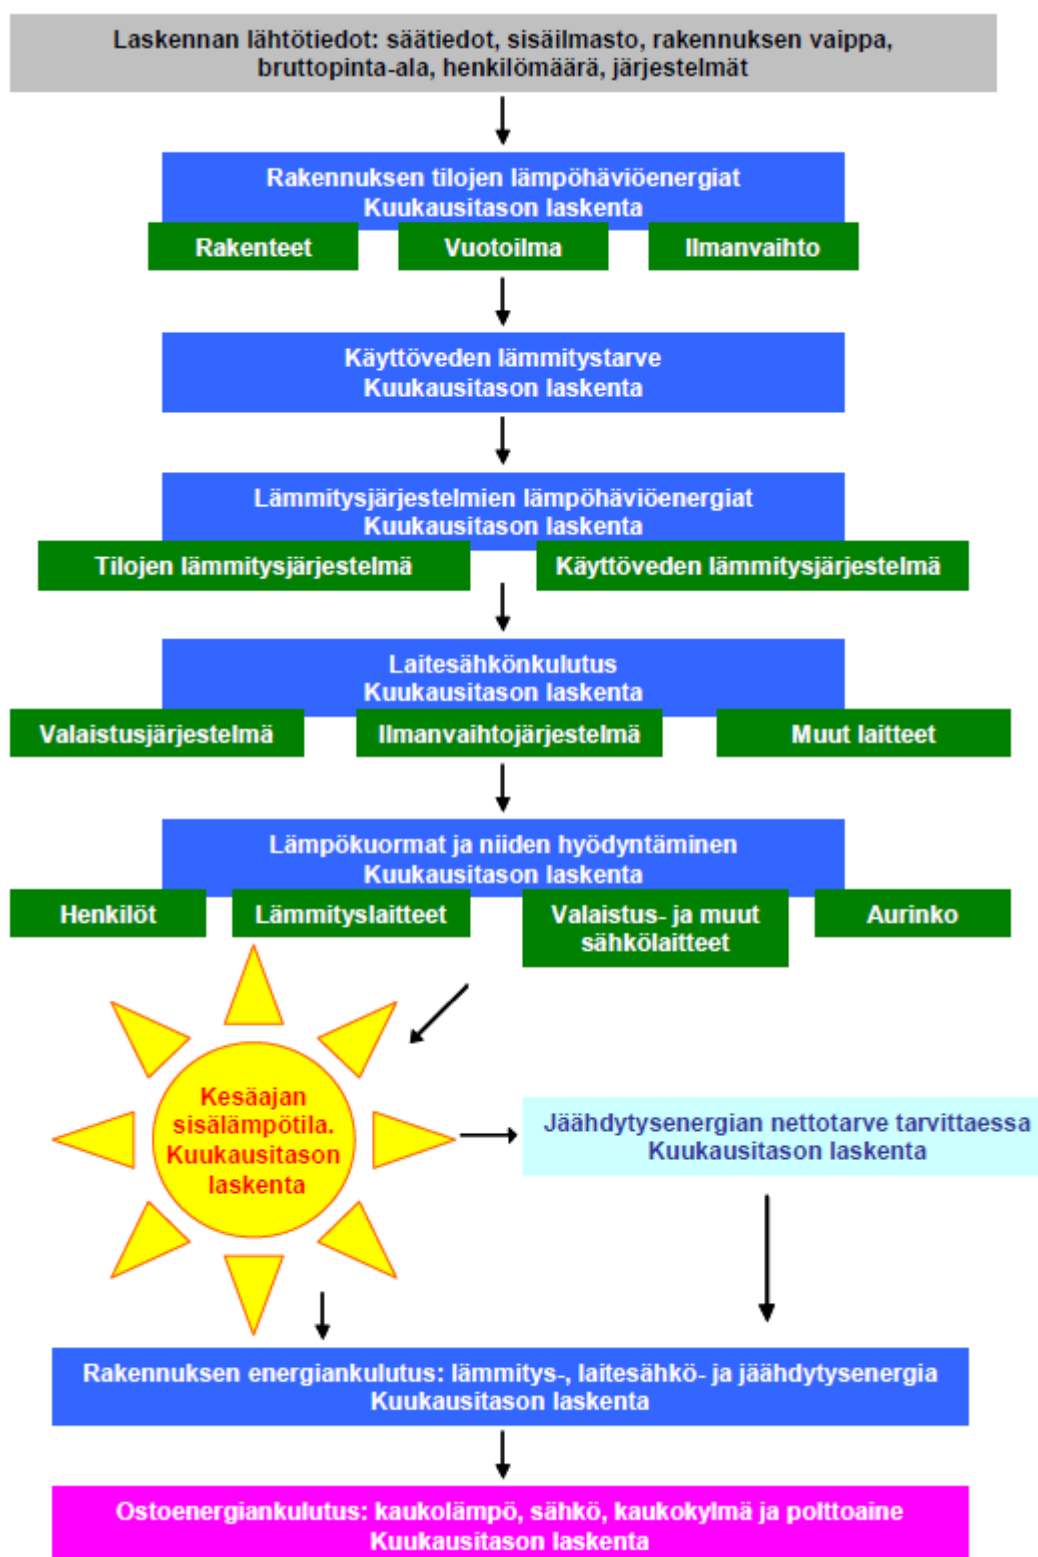 Laskennan lähtötiedot: säätiedot, sisäilmasto, rakennuksen vaippa,
bruttopinta-ala, henkilömäärä, järjestelmät
Rakennuksen tilojen lämpöhäviöenergiat
Kuukausitason laskenta
Rakenteet
Vuotoilma
Ilmanvaihto
Käyttöveden lämmitystarve
Kuukausitason laskenta
Lämmitysjärjestelmien lämpöhäviöenergiat
Kuukausitason laskenta
Tilojen lämmitysjärjestelmä
Käyttöveden lämmitysjärjestelmä
Laitesähkönkulutus
Kuukausitason laskenta
Valaistusjärjestelmä
Ilmanvaihtojärjestelmä
Muut laitteet
Lämpökuormat ja niiden hyödyntäminen
Kuukausitason laskenta
Henkilöt
Lämmityslaitteet
Valaistus- ja muut
sähkölaitteet
Aurinko
Kesäajan
sisälämpötila.
Kuukausitason
laskenta
Jäähdytysenergian nettotarve tarvittaessa
Kuukausitason laskenta
Rakennuksen energiankulutus: lämmitys-, laitesähkö- ja jäähdytysenergia
Kuukausitason laskenta
Ostoenergiankulutus: kaukolämpö, sähkö, kaukokylmä ja polttoaine
Kuukausitason laskenta